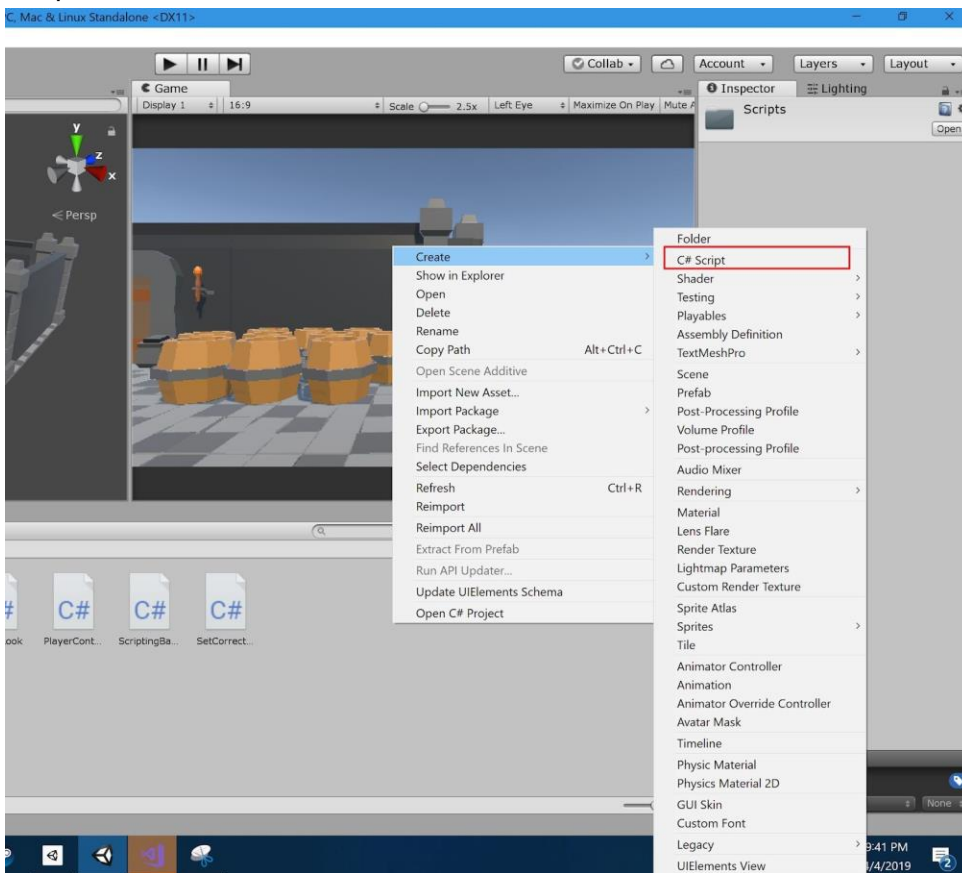 C, Mac & Linux Standalone <DX11>
Collab
Account
Layers
Layout
Game
Inspector
Lighting
Display 1
16:9
Scale
2.5x
Left Eye
Maximize On Play
Mute A
Scripts
Open
y
z
x
Persp
Create
Show in Explorer
Open
Delete
Rename
Copy Path Alt+Ctrl+C
Open Scene Additive
Import New Asset...
Import Package
Export Package...
Find References In Scene
Select Dependencies
Refresh Ctrl+R
Reimport
Reimport All
Extract From Prefab
Run API Updater...
Update UIElements Schema
Open C# Project
Folder
C# Script
Shader
Testing
Playables
Assembly Definition
TextMeshPro
Scene
Prefab
Post-Processing Profile
Volume Profile
Post-processing Profile
Audio Mixer
Rendering
Material
Lens Flare
Render Texture
Lightmap Parameters
Custom Render Texture
Sprite Atlas
Sprites
Tile
Animator Controller
Animation
Animator Override Controller
Avatar Mask
Timeline
Physic Material
Physics Material 2D
GUI Skin
Custom Font
Legacy
UIElements View
#
C#
C#
C#
ook
PlayerCont...
ScriptingBa...
SetCorrect...
None
9:41 PM
/4/2019
2